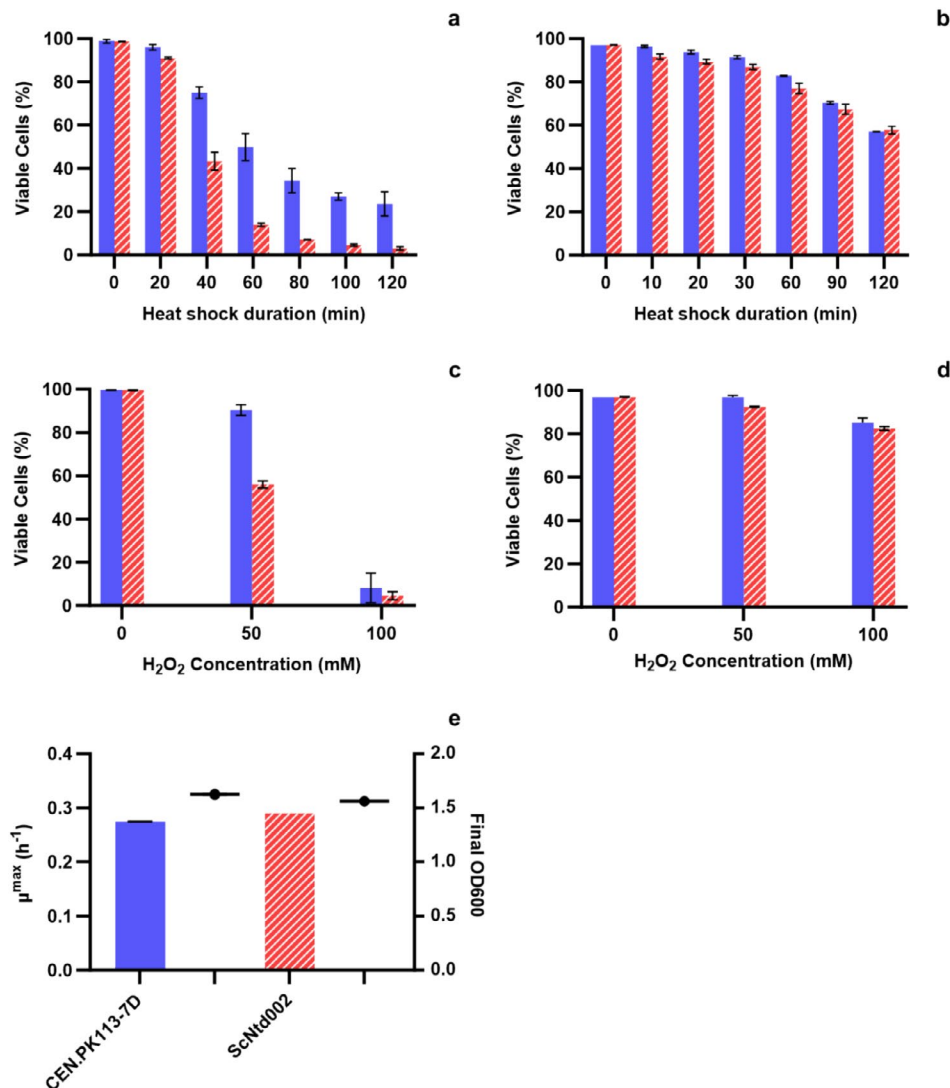 a
100
80
60
40
20
0
Viable Cells (%)
0 20 40 60 80 100 120
Heat shock duration (min)
b
100
80
60
40
20
0
Viable Cells (%)
0 10 20 30 60 90 120
Heat shock duration (min)
c
100
80
60
40
20
0
Viable Cells (%)
0 50 100
H₂O₂ Concentration (mM)
d
100
80
60
40
20
0
Viable Cells (%)
0 50 100
H₂O₂ Concentration (mM)
e
0.4
0.3
0.2
0.1
0.0
µᵐᵃˣ (h⁻¹)
2.0
1.5
1.0
0.5
0.0
Final OD600
CEN.PK113-7D
ScNtd002